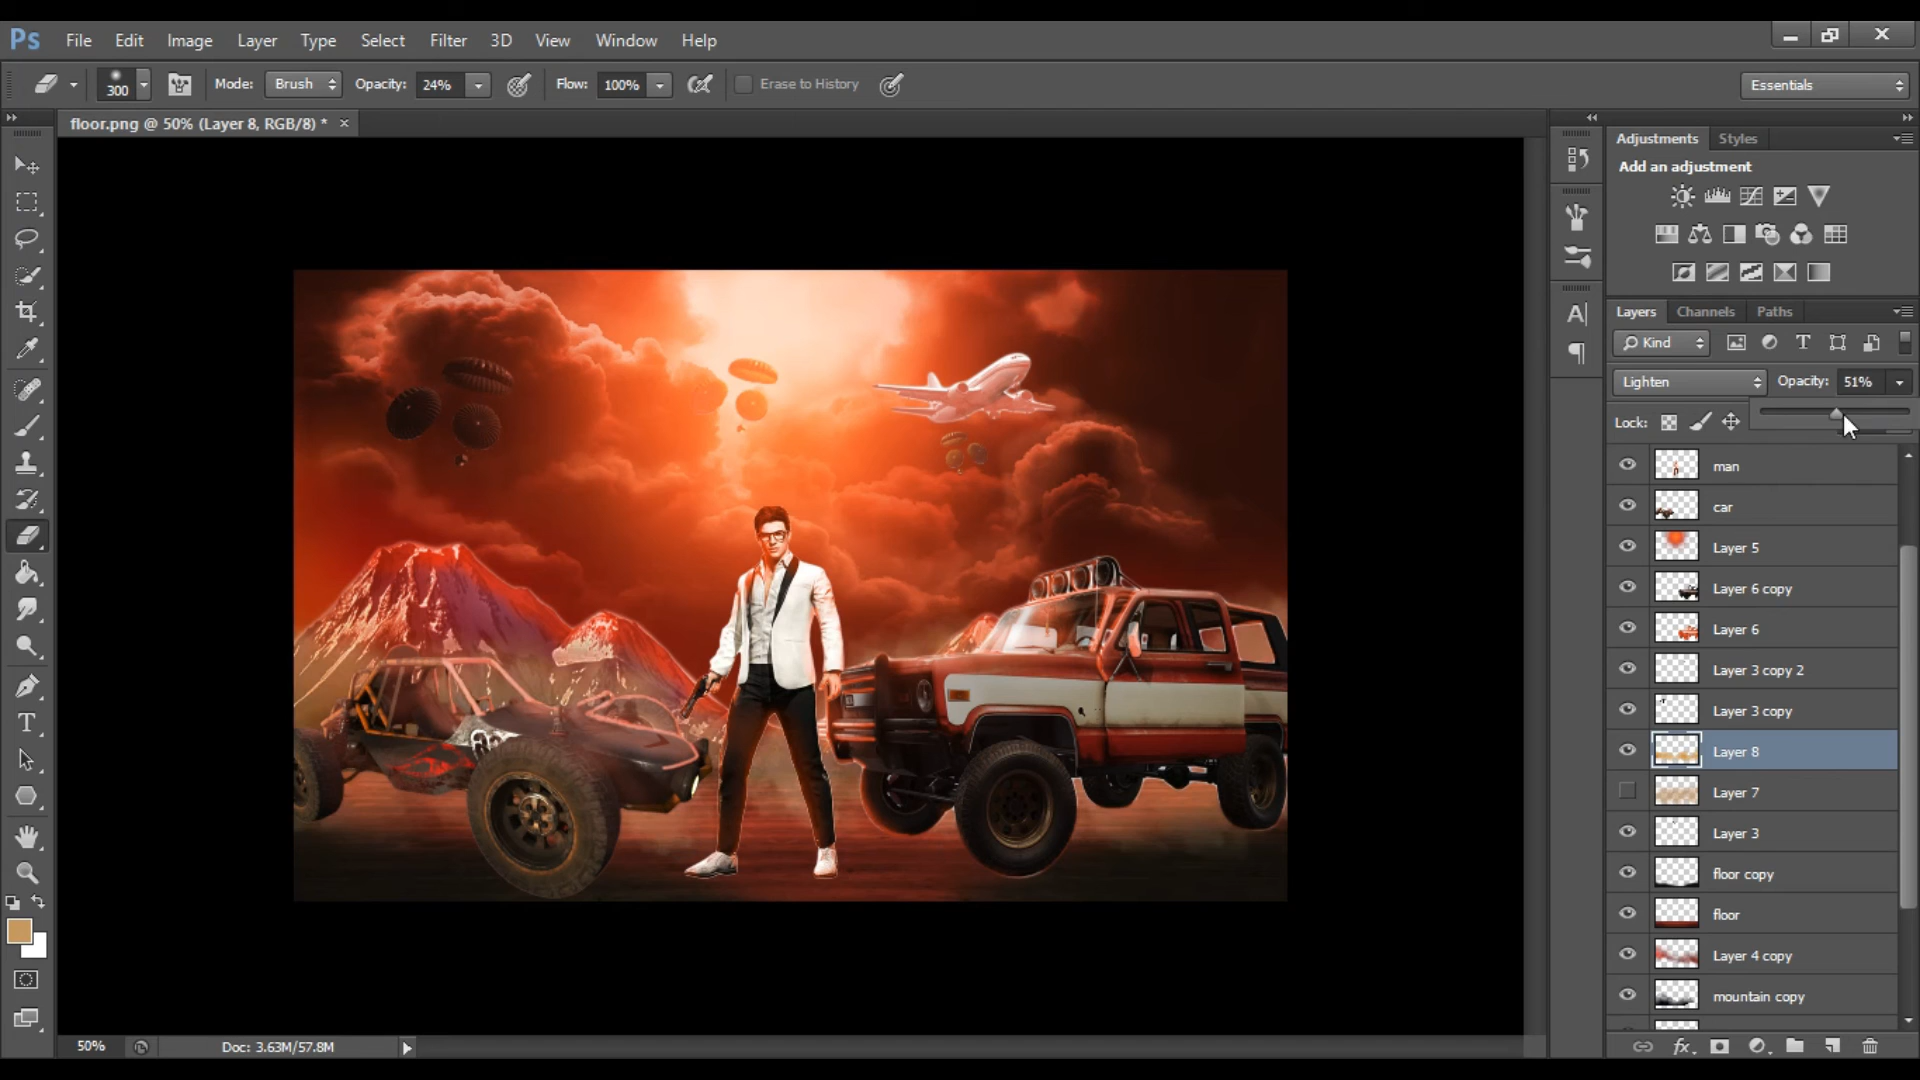 Ps File Edit Image Layer Type Select Filter 3D View Window Help
300 Mode: Brush Opacity: 24% Flow: 100% Erase to History Essentials
floor.png @ 50% (Layer 8, RGB/8) *
Adjustments Styles
Add an adjustment
Layers Channels Paths
Kind
Lighten Opacity: 51%
Lock:
man
car
Layer 5
Layer 6 copy
Layer 6
Layer 3 copy 2
Layer 3 copy
Layer 8
Layer 7
Layer 3
floor copy
floor
Layer 4 copy
mountain copy
50% Doc: 3.63M/57.8M